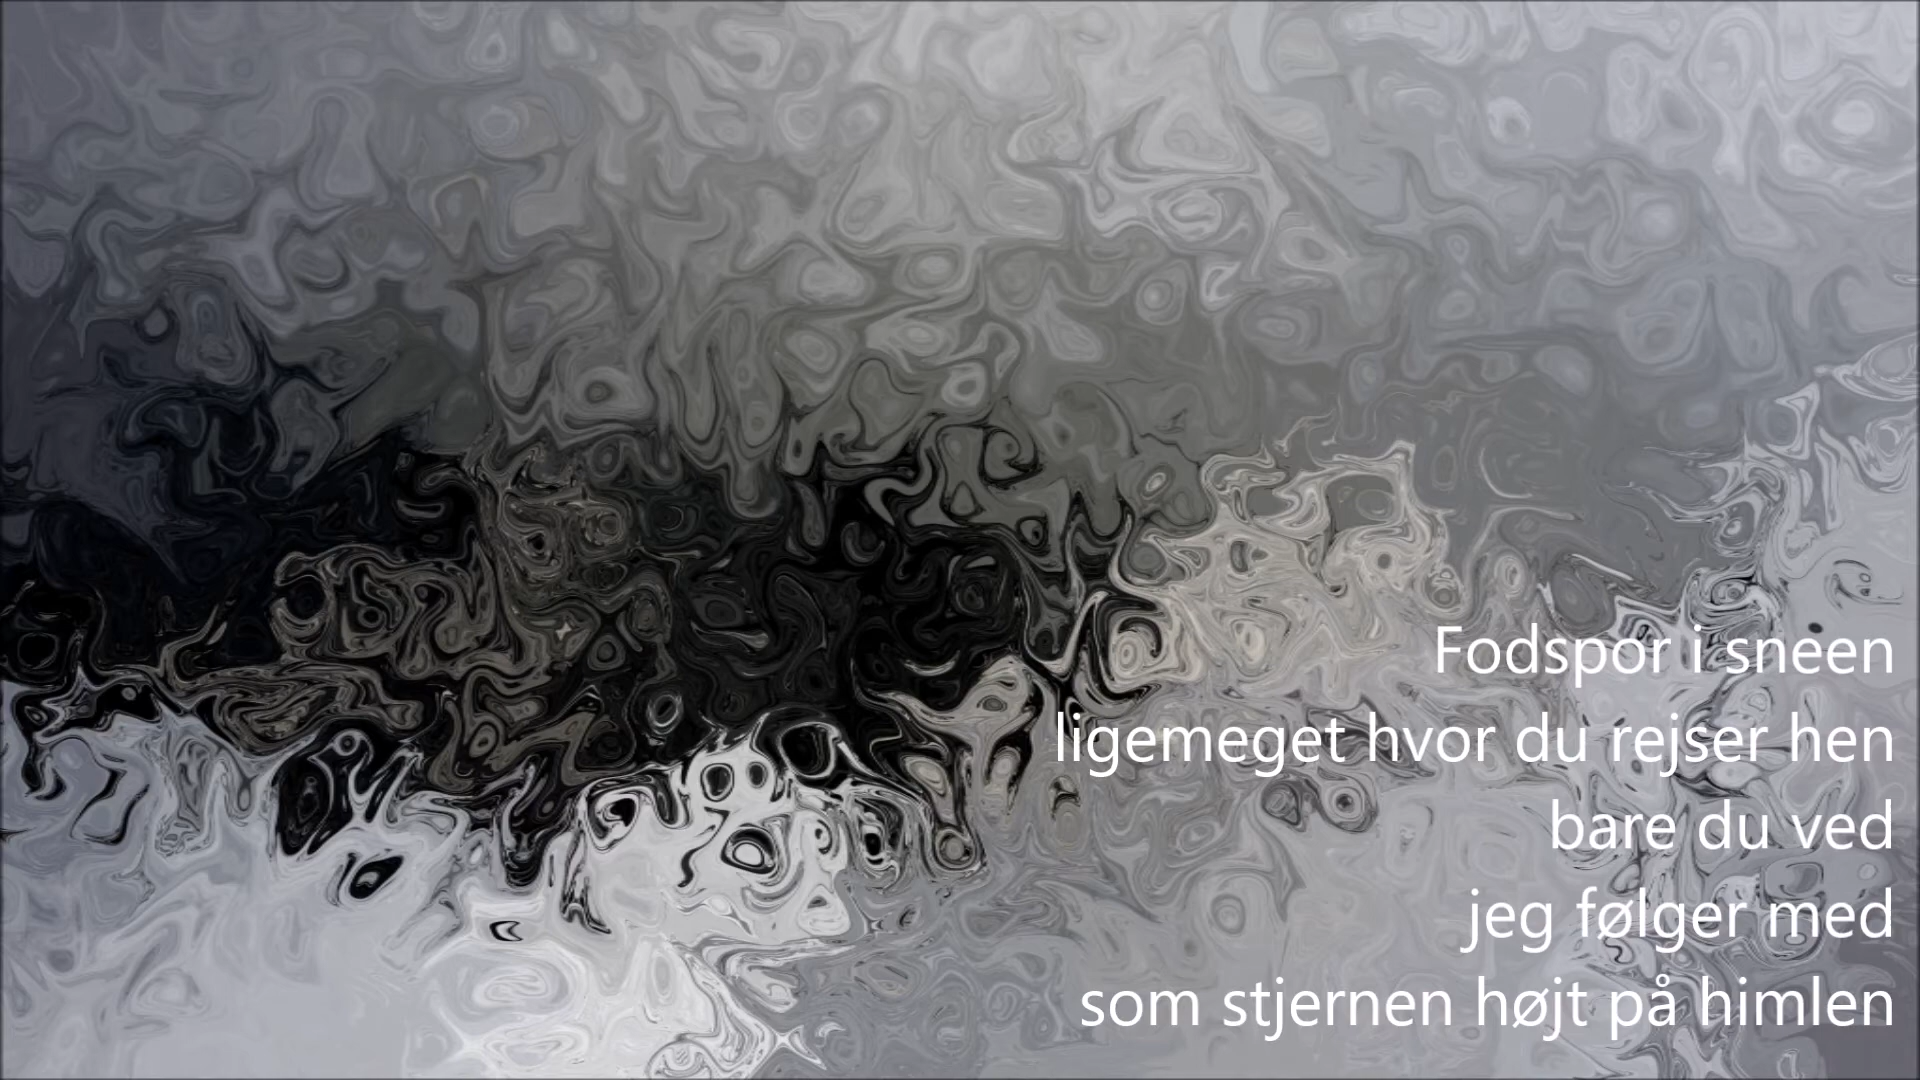 Fodspor i sneen
ligemeget hvor du rejser hen
bare du ved
jeg følger med
som stjernen højt på himlen